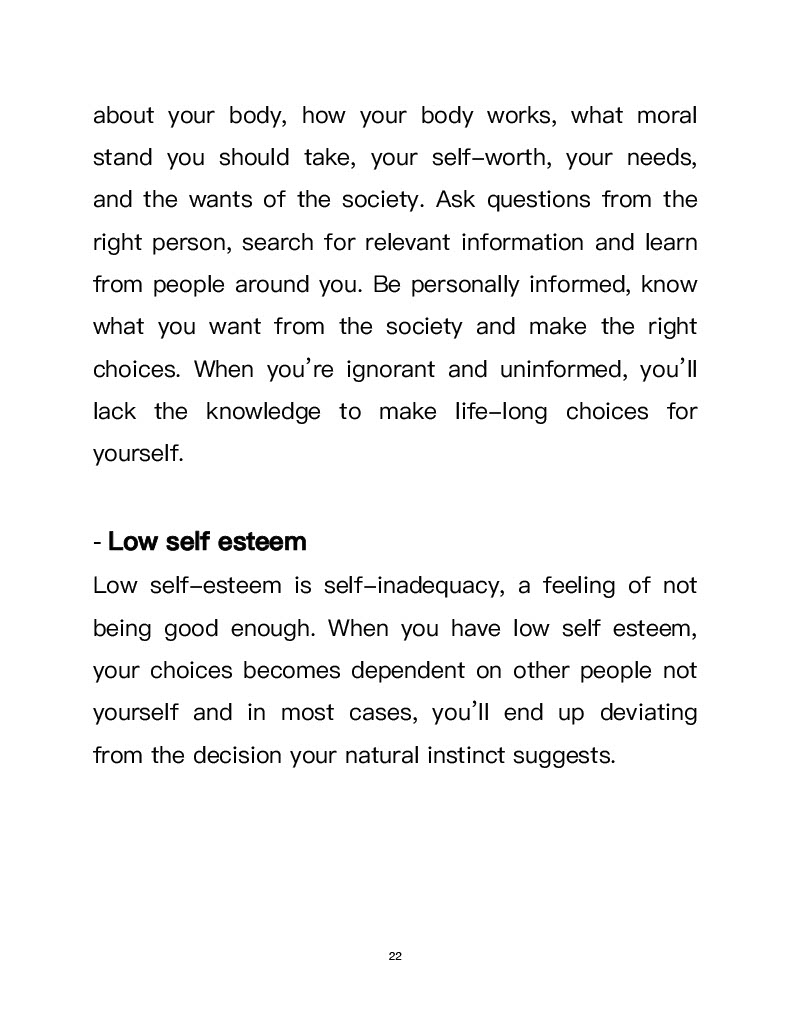 about your body, how your body works, what moral
stand you should take, your self-worth, your needs,
and the wants of the society. Ask questions from the
right person, search for relevant information and learn
from people around you. Be personally informed, know
what you want from the society and make the right
choices. When you're ignorant and uninformed, you'll
lack the knowledge to make life-long choices for
yourself.
- Low self esteem
Low self-esteem is self-inadequacy, a feeling of not
being good enough. When you have low self esteem,
your choices becomes dependent on other people not
yourself and in most cases, you'll end up deviating
from the decision your natural instinct suggests.
22